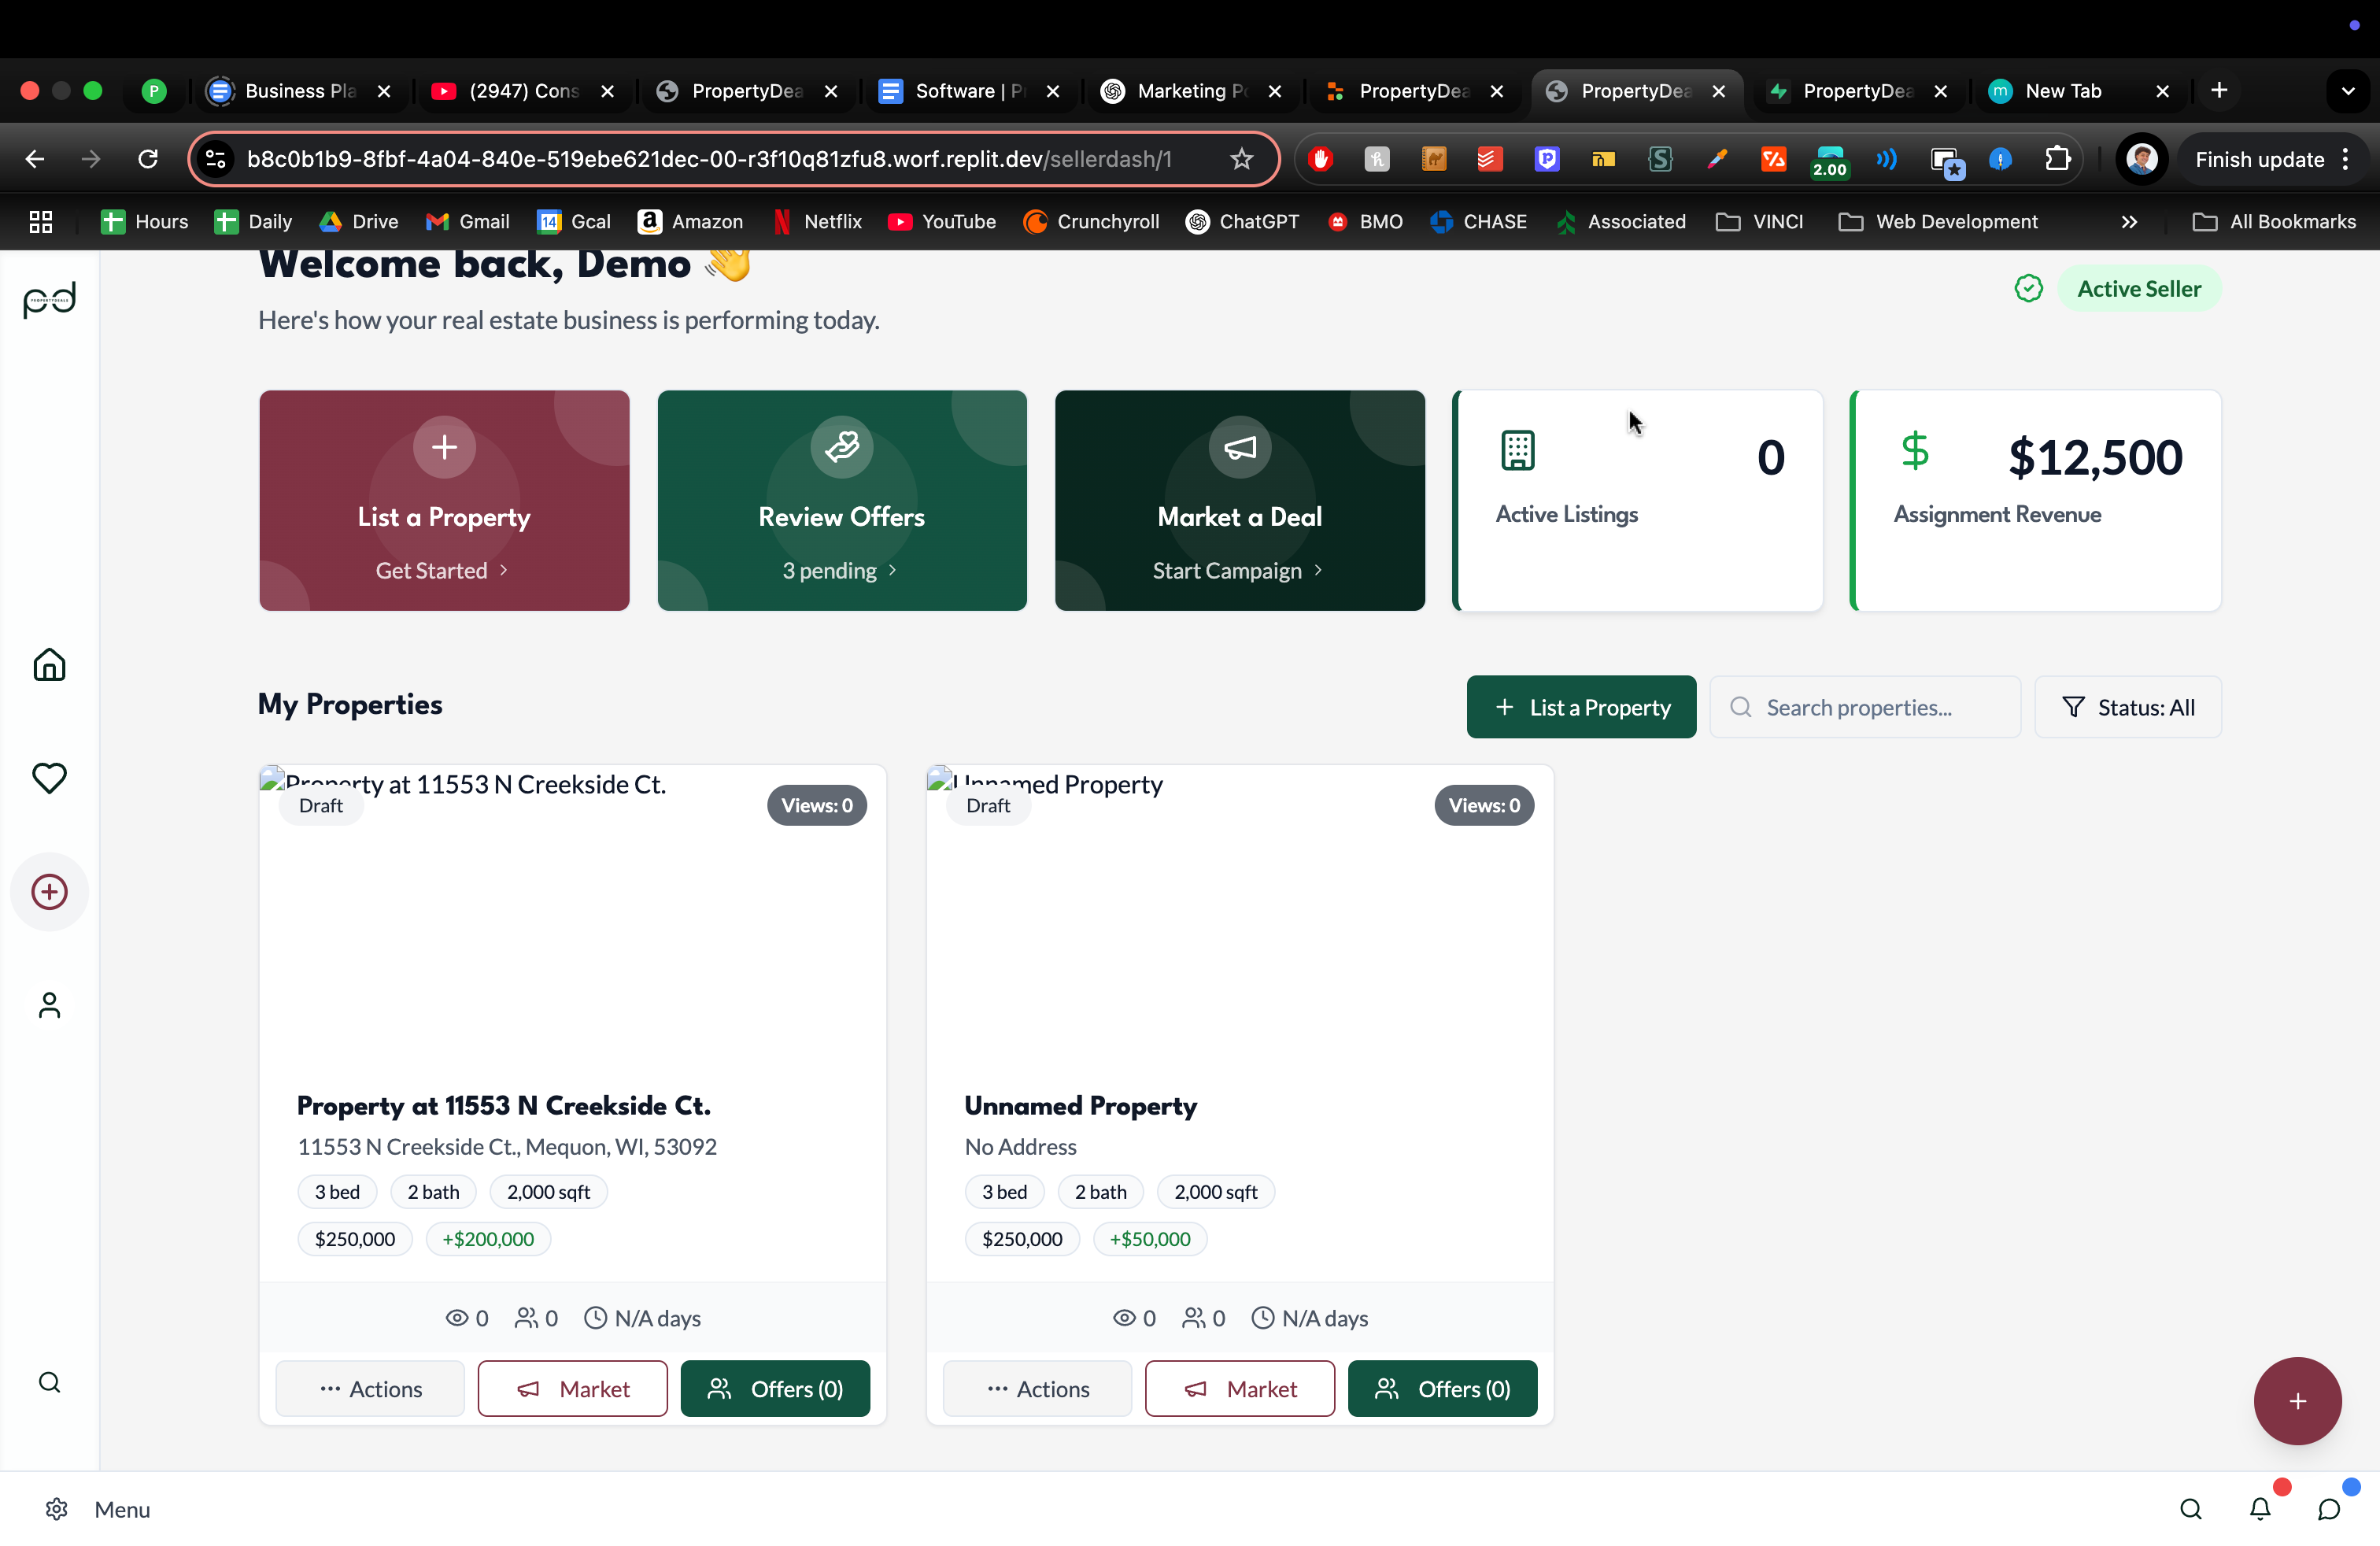 P Business Pla (2947) Cons PropertyDea Software | P Marketing Po PropertyDea PropertyDea PropertyDea m New Tab
b8c0b1b9-8fbf-4a04-840e-519ebe621dec-00-r3f10q81zfu8.worf.replit.dev/sellerdash/1 2.00 Finish update
Hours Daily Drive Gmail 14 Gcal Amazon Netflix YouTube Crunchyroll ChatGPT BMO CHASE Associated VINCI Web Development All Bookmarks
Welcome back, Demo 👋
pd
Active Seller
Here's how your real estate business is performing today.
0 $12,500
List a Property Review Offers Market a Deal Active Listings Assignment Revenue
Get Started 3 pending Start Campaign
My Properties
+ List a Property Search properties... Status: All
Property at 11553 N Creekside Ct. Unnamed Property
Draft Views: 0 Draft Views: 0
Property at 11553 N Creekside Ct. Unnamed Property
11553 N Creekside Ct., Mequon, WI, 53092 No Address
3 bed 2 bath 2,000 sqft 3 bed 2 bath 2,000 sqft
$250,000 +$200,000 $250,000 +$50,000
0 0 N/A days 0 0 N/A days
Actions Market Offers (0) Actions Market Offers (0)
Menu